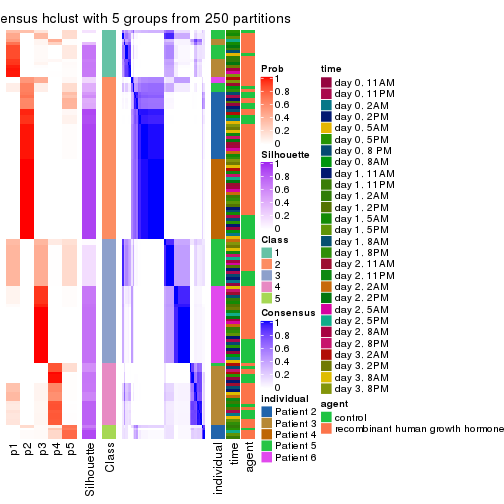 ensus hclust with 5 groups from 250 partitions
Prob
1
0.8
0.6
0.4
0.2
0
Silhouette
1
0.8
0.6
0.4
0.2
0
Class
1
2
3
4
5
Consensus
1
0.8
0.6
0.4
0.2
0
individual
Patient 2
Patient 3
Patient 4
Patient 5
Patient 6
time
day 0. 11AM
day 0. 11PM
day 0. 2AM
day 0. 2PM
day 0. 5AM
day 0. 5PM
day 0. 8 PM
day 0. 8AM
day 1. 11AM
day 1. 11PM
day 1. 2AM
day 1. 2PM
day 1. 5AM
day 1. 5PM
day 1. 8AM
day 1. 8PM
day 2. 11AM
day 2. 11PM
day 2. 2AM
day 2. 2PM
day 2. 5AM
day 2. 5PM
day 2. 8AM
day 2. 8PM
day 3. 2AM
day 3. 2PM
day 3. 8AM
day 3. 8PM
agent
control
recombinant human growth hormone
p1
p2
p3
p4
p5
Silhouette
Class
individual
time
agent